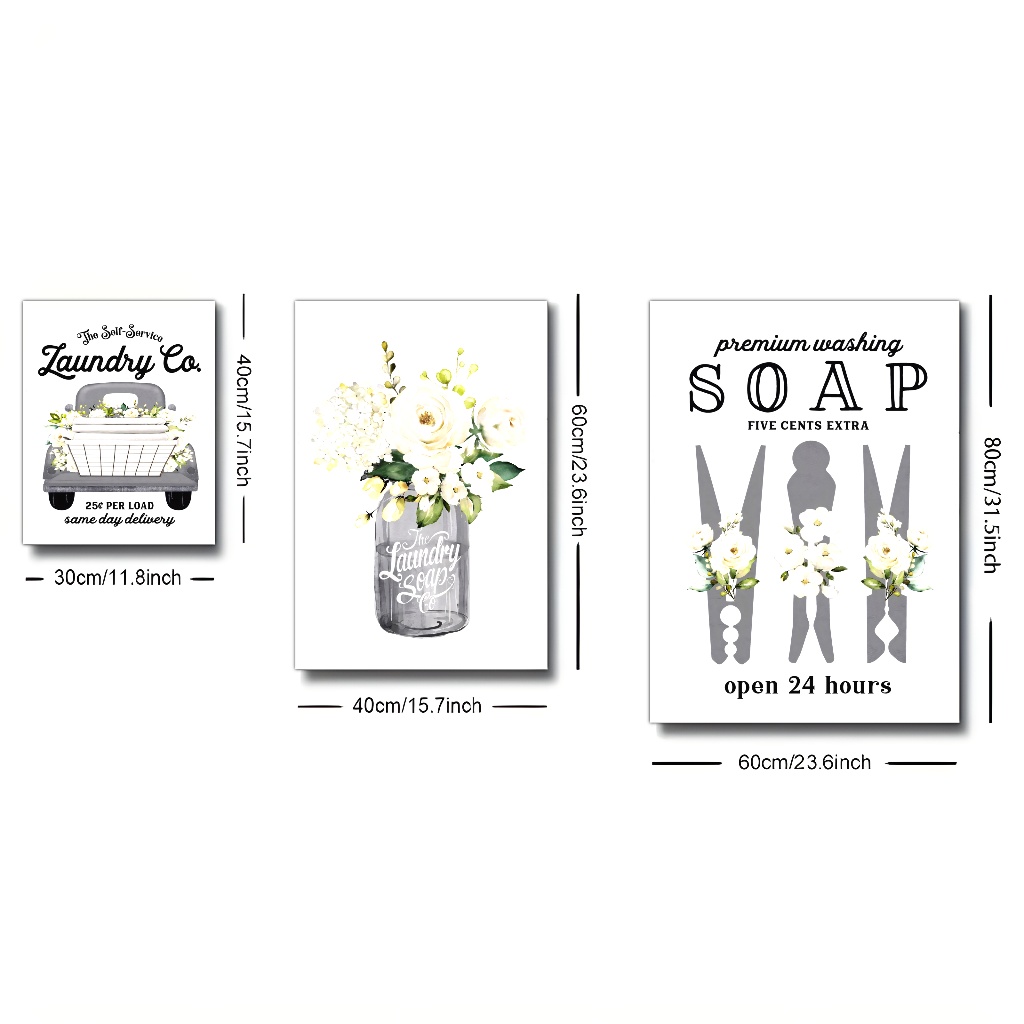 The Self-Service
Laundry Co.
25¢ PER LOAD
same day delivery
40cm/15.7inch
30cm/11.8inch
The
Laundry
Soap
Co
60cm/23.6inch
40cm/15.7inch
premium washing
SOAP
FIVE CENTS EXTRA
open 24 hours
80cm/31.5inch
60cm/23.6inch